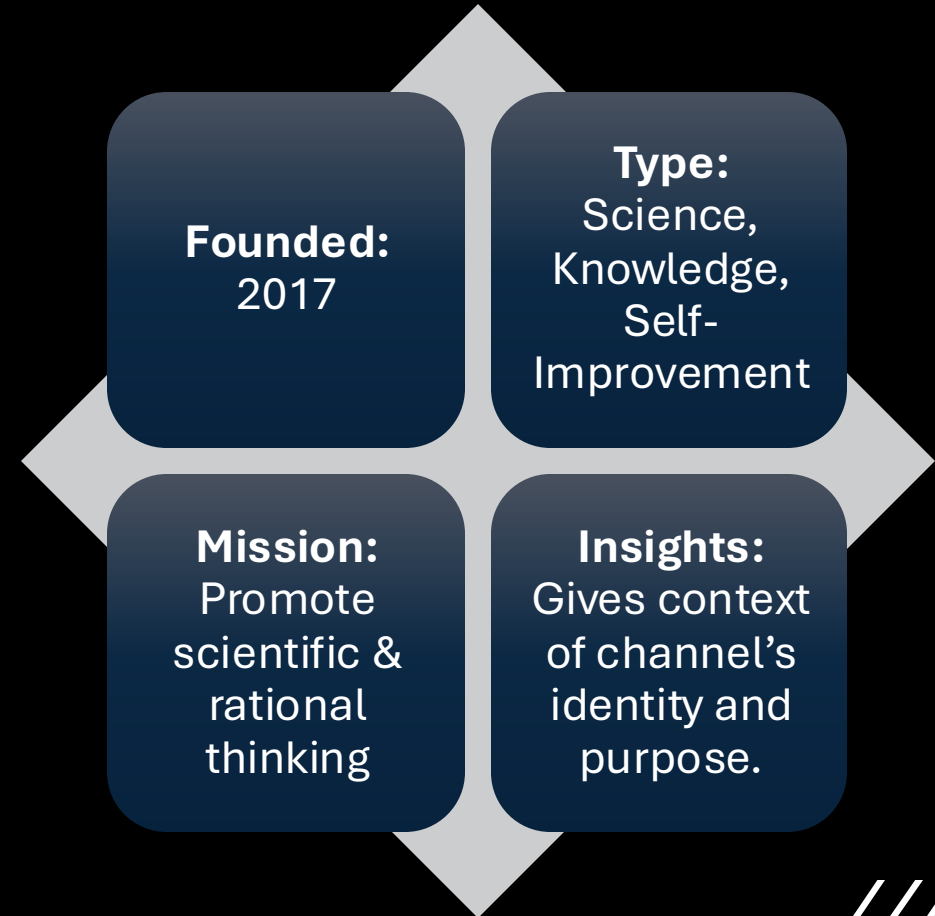 Founded:
2017
Type:
Science,
Knowledge,
Self-
Improvement
Mission:
Promote
scientific &
rational
thinking
Insights:
Gives context
of channel’s
identity and
purpose.